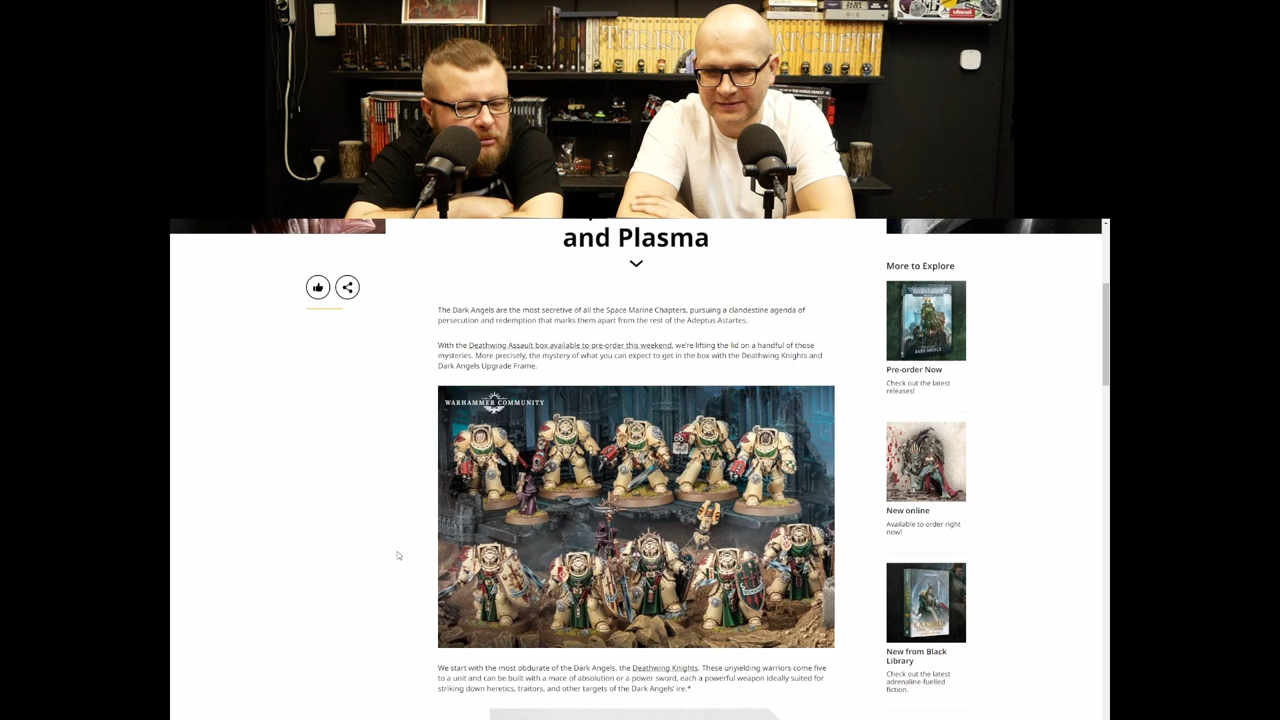 TERRY PRATCHETT
and Plasma
More to Explore
The Dark Angels are the most secretive of all the Space Marine Chapters, pursuing a clandestine agenda of
persecution and redemption that marks them apart from the rest of the Adeptus Astartes.
With the Deathwing Assault box available to pre-order this weekend, we're lifting the lid on a handful of those
mysteries. More precisely, the mystery of what you can expect to get in the box with the Deathwing Knights and
Dark Angels Upgrade Frame.
WARHAMMER COMMUNITY
We start with the most obdurate of the Dark Angels, the Deathwing Knights. These unyielding warriors come five
to a unit and can be built with a mace of absolution or a power sword, each a powerful weapon ideally suited for
striking down heretics, traitors, and other targets of the Dark Angels' ire.*
DARK ANGELS
Pre-order Now
Check out the latest
releases!
New online
Available to order right
now!
New from Black
Library
Check out the latest
adrenaline-fuelled
fiction.